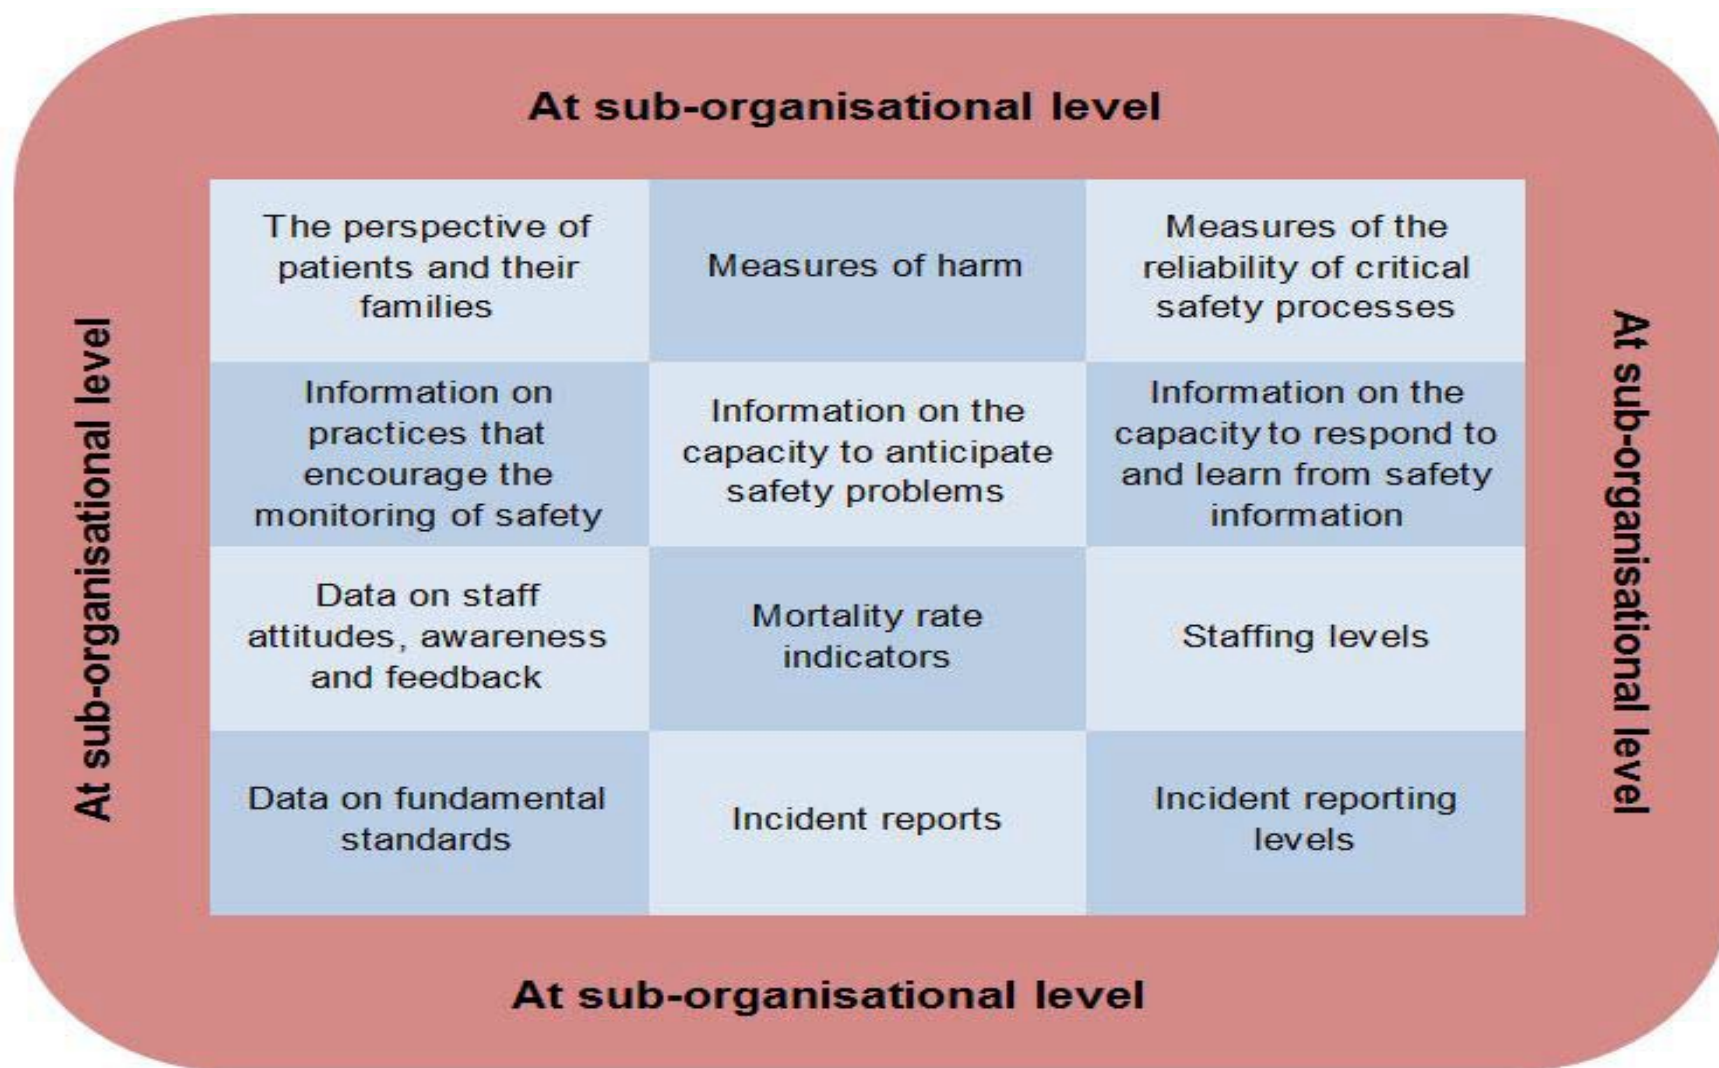 At sub-organisational level
At sub-organisational level
The perspective of
patients and their
families
Measures of harm
Measures of the
reliability of critical
safety processes
Information on
practices that
encourage the
monitoring of safety
Information on the
capacity to anticipate
safety problems
Information on the
capacity to respond to
and learn from safety
information
Data on staff
attitudes, awareness
and feedback
Mortality rate
indicators
Staffing levels
Data on fundamental
standards
Incident reports
Incident reporting
levels
At sub-organisational level
At sub-organisational level